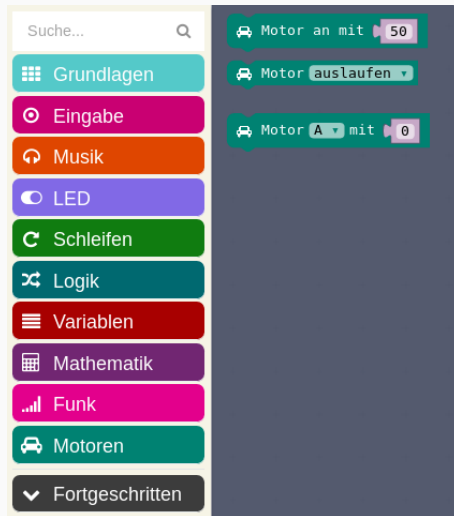 Suche...
Grundlagen
Eingabe
Musik
LED
Schleifen
Logik
Variablen
Mathematik
Funk
Motoren
Fortgeschritten
Motor an mit 50
Motor auslaufen
Motor A mit 0